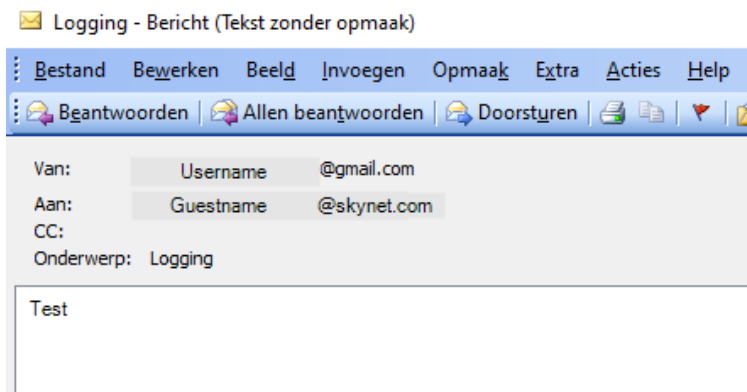 Logging - Bericht (Tekst zonder opmaak)
Bestand Bewerken Beeld Invoegen Opmaak Extra Acties Help
Beantwoorden Allen beantwoorden Doorsturen
Van: Username @gmail.com
Aan: Guestname @skynet.com
CC:
Onderwerp: Logging
Test